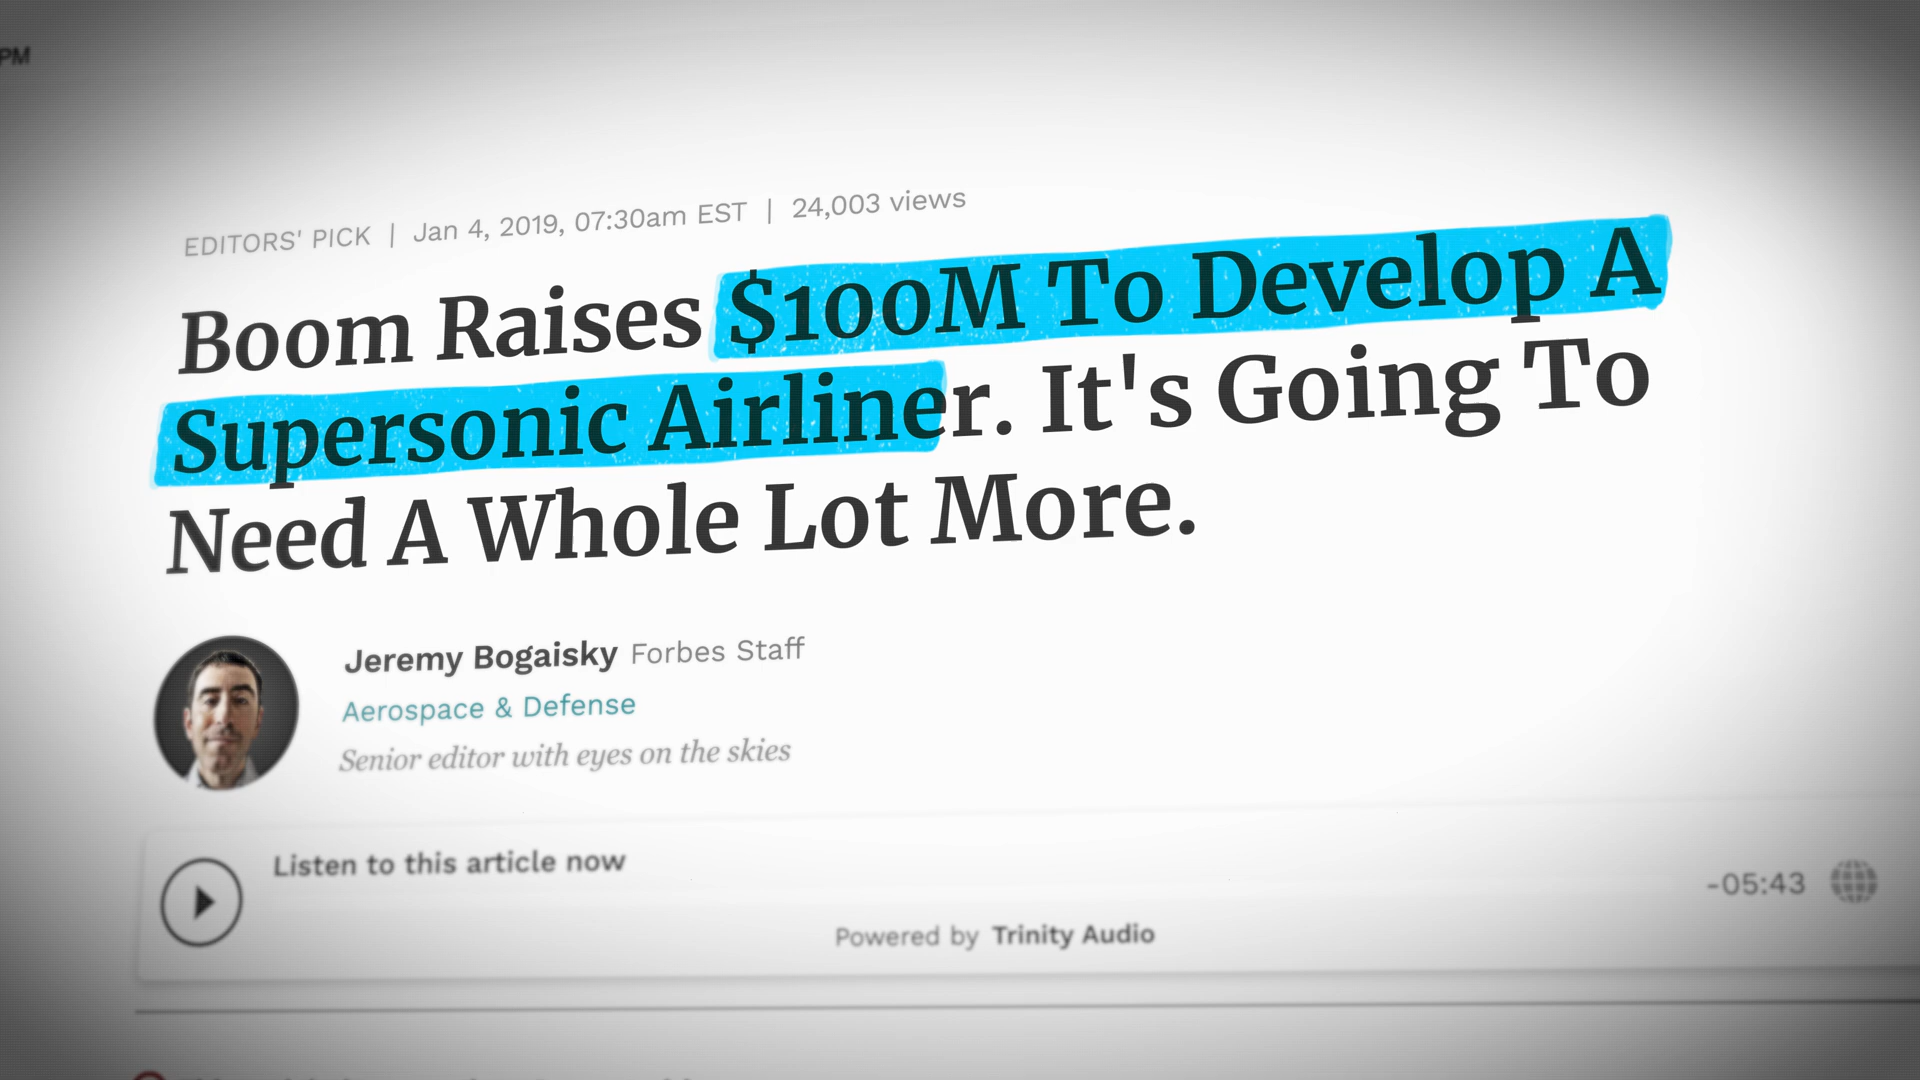 PM
EDITORS' PICK | Jan 4, 2019, 07:30am EST | 24,003 views
Boom Raises $100M To Develop A
Supersonic Airliner. It's Going To
Need A Whole Lot More.
Jeremy Bogaisky Forbes Staff
Aerospace & Defense
Senior editor with eyes on the skies
Listen to this article now
-05:43
Powered by Trinity Audio